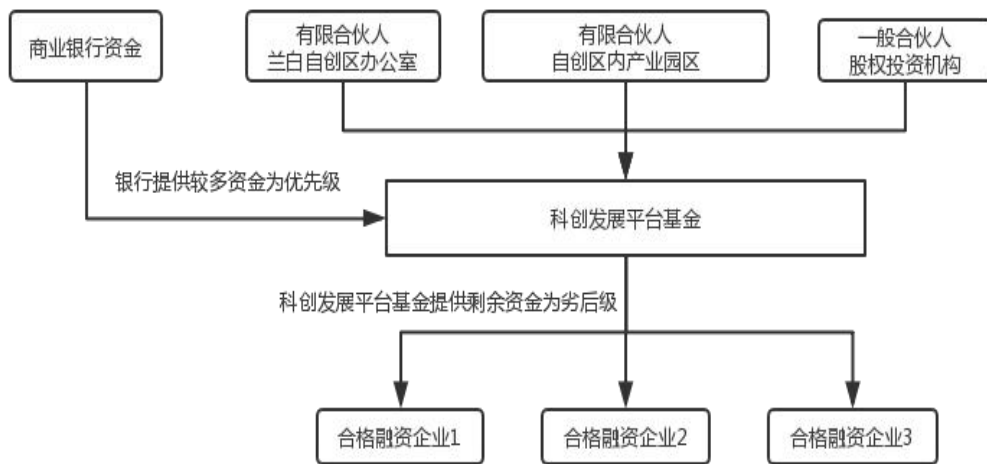 商业银行资金
有限合伙人
兰白自创区办公室
有限合伙人
自创区内产业园区
一般合伙人
股权投资机构
银行提供较多资金为优先级
科创发展平台基金
科创发展平台基金提供剩余资金为劣后级
合格融资企业1
合格融资企业2
合格融资企业3